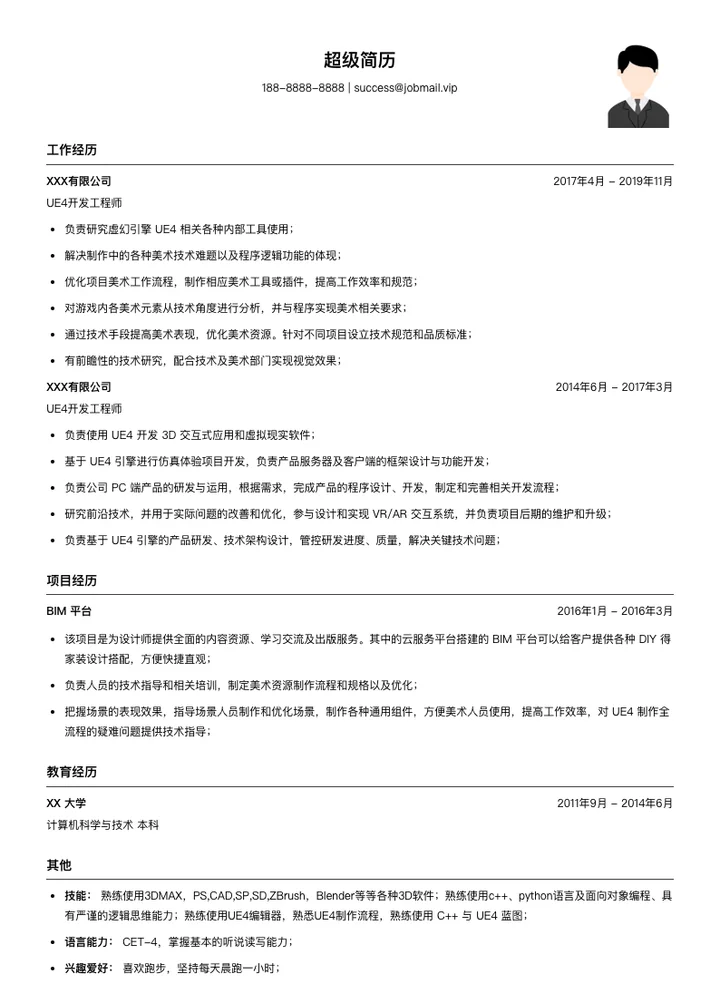 超级简历
188-8888-8888 | success@jobmail.vip
工作经历
XXX有限公司 2017年4月 – 2019年11月
UE4开发工程师
• 负责研究虚幻引擎 UE4 相关各种内部工具使用；
• 解决制作中的各种美术技术难题以及程序逻辑功能的体现；
• 优化项目美术工作流程，制作相应美术工具或插件，提高工作效率和规范；
• 对游戏内各美术元素从技术角度进行分析，并与程序实现美术相关要求；
• 通过技术手段提高美术表现，优化美术资源。针对不同项目设立技术规范和品质标准；
• 有前瞻性的技术研究，配合技术及美术部门实现视觉效果；
XXX有限公司 2014年6月 – 2017年3月
UE4开发工程师
• 负责使用 UE4 开发 3D 交互式应用和虚拟现实软件；
• 基于 UE4 引擎进行仿真体验项目开发，负责产品服务器及客户端的框架设计与功能开发；
• 负责公司 PC 端产品的研发与运用，根据需求，完成产品的程序设计、开发，制定和完善相关开发流程；
• 研究前沿技术，并用于实际问题的改善和优化，参与设计和实现 VR/AR 交互系统，并负责项目后期的维护和升级；
• 负责基于 UE4 引擎的产品研发、技术架构设计，管控研发进度、质量，解决关键技术问题；
项目经历
BIM 平台 2016年1月 – 2016年3月
• 该项目是为设计师提供全面的内容资源、学习交流及出版服务。其中的云服务平台搭建的 BIM 平台可以给客户提供各种 DIY 得
家装设计搭配，方便快捷直观；
• 负责人员的技术指导和相关培训，制定美术资源制作流程和规格以及优化；
• 把握场景的表现效果，指导场景人员制作和优化场景，制作各种通用组件，方便美术人员使用，提高工作效率，对 UE4 制作全
流程的疑难问题提供技术指导；
教育经历
XX 大学 2011年9月 – 2014年6月
计算机科学与技术 本科
其他
• 技能： 熟练使用3DMAX，PS,CAD,SP,SD,ZBrush，Blender等等各种3D软件；熟练使用c++、python语言及面向对象编程、具
有严谨的逻辑思维能力；熟练使用UE4编辑器，熟悉UE4制作流程，熟练使用 C++ 与 UE4 蓝图；
• 语言能力： CET-4，掌握基本的听说读写能力；
• 兴趣爱好： 喜欢跑步，坚持每天晨跑一小时；